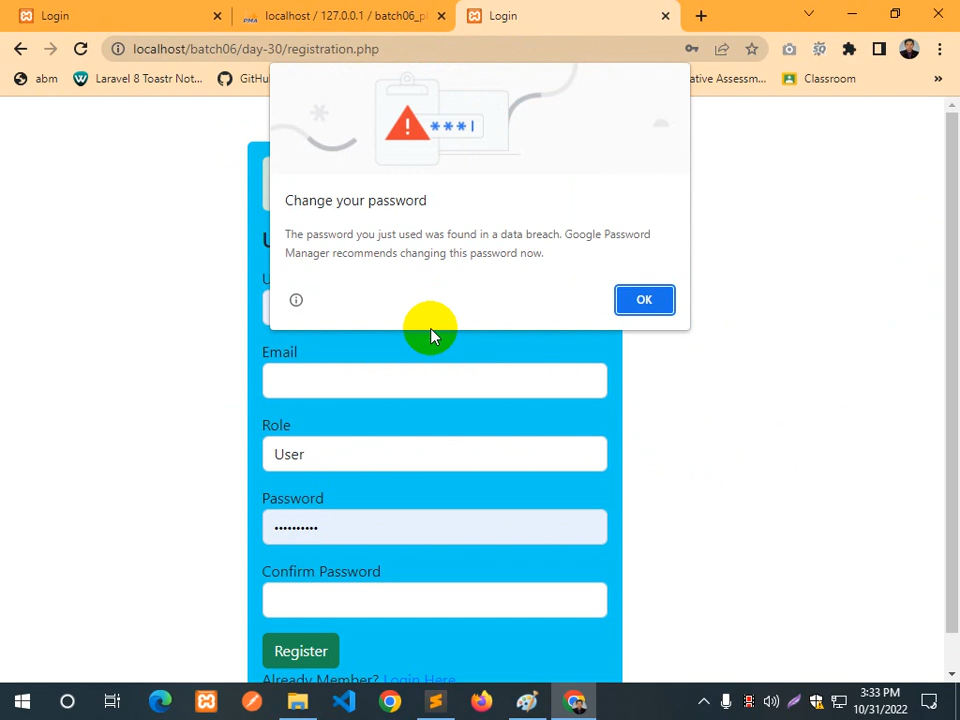 Login
localhost / 127.0.0.1 / batch06_p
Login
localhost/batch06/day-30/registration.php
abm
Laravel 8 Toastr Not...
GitHu
ative Assessm...
Classroom
»
***|
Change your password
The password you just used was found in a data breach. Google Password
Manager recommends changing this password now.
OK
U
U
Email
Role
User
Password
••••••••••
Confirm Password
Register
Already Member? Login Here
3:33 PM
10/31/2022